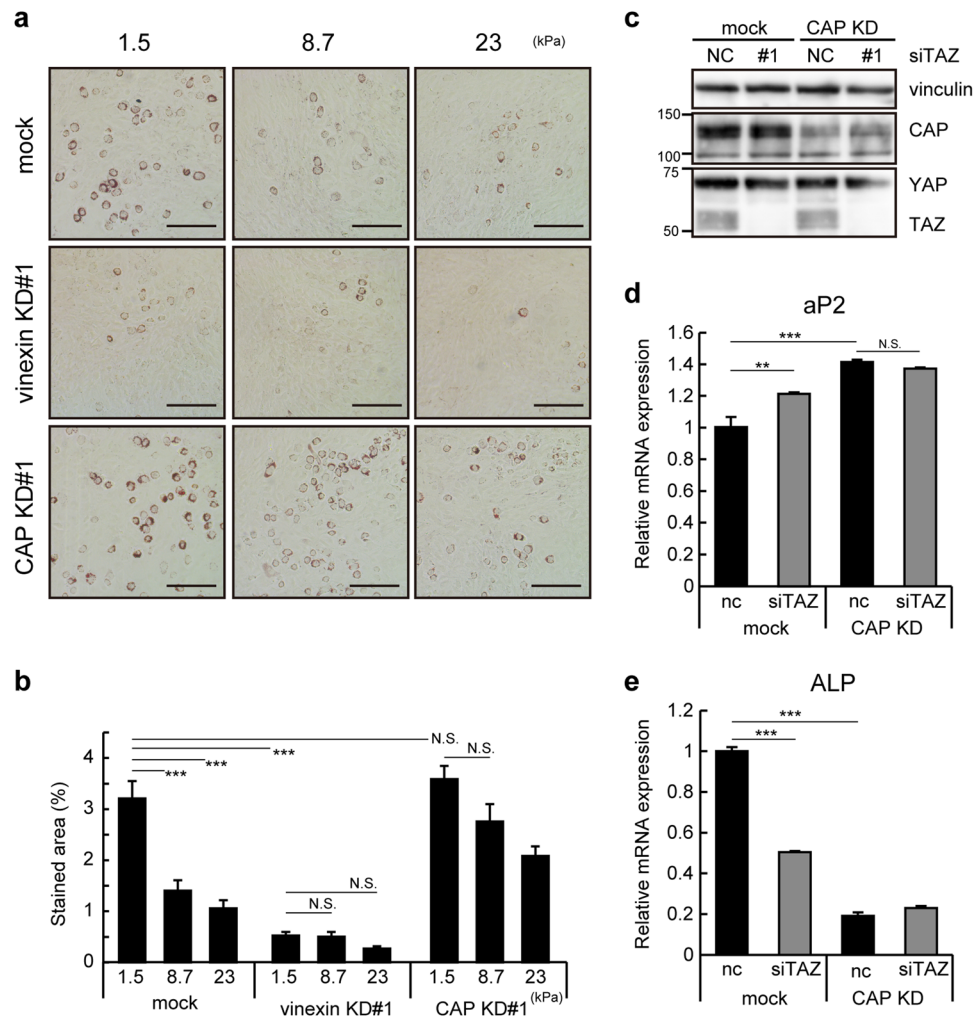 a
1.5 8.7 23 (kPa)
mock
vinexin KD#1
CAP KD#1
b
Stained area (%)
4
3
2
1
0
*** *** *** N.S.
N.S.
N.S.
N.S.
1.5 8.7 23 1.5 8.7 23 1.5 8.7 23
mock vinexin KD#1 CAP KD#1 (kPa)
c
mock CAP KD
NC #1 NC #1 siTAZ
vinculin
150
CAP
100
75
YAP
TAZ
50
d
aP2
Relative mRNA expression
1.6
1.4
1.2
1.0
0.8
0.6
0.4
0.2
0
***
**
N.S.
nc siTAZ nc siTAZ
mock CAP KD
e
ALP
Relative mRNA expression
1.2
1.0
0.8
0.6
0.4
0.2
0
***
***
nc siTAZ nc siTAZ
mock CAP KD